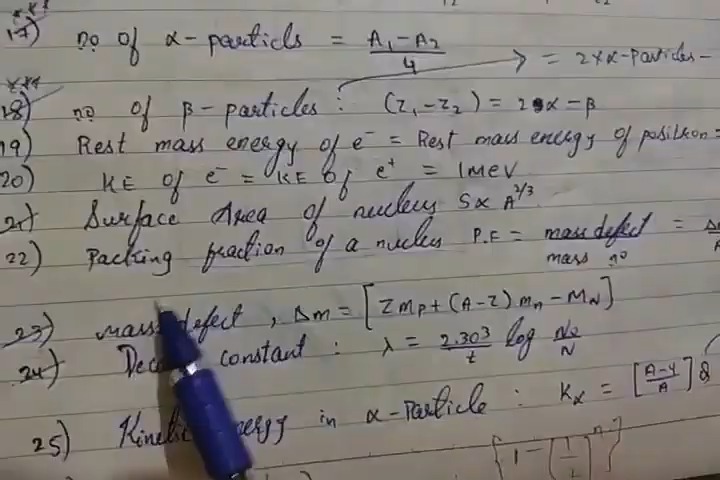 17) no of α-particls = A₁-A₂/4 = 2×α-Particles-
18) no of β-particles : (Z₁-Z₂) = 2α-β
19) Rest mass energy of e⁻ = Rest mass energy of positron =
20) KE of e⁻ = KE of e⁺ = 1MeV
21) Surface Area of nucleus S∝ A^2/3
22) Packing fraction of a nucleus P.F = mass defect/mass no =
23) mass defect, Δm = [Zmp+(A-Z)mn-MN]
24) constant : λ = 2.303/t log No/N
25) Kinetic energy in α-Particle : Kα = [A-4/A]Q